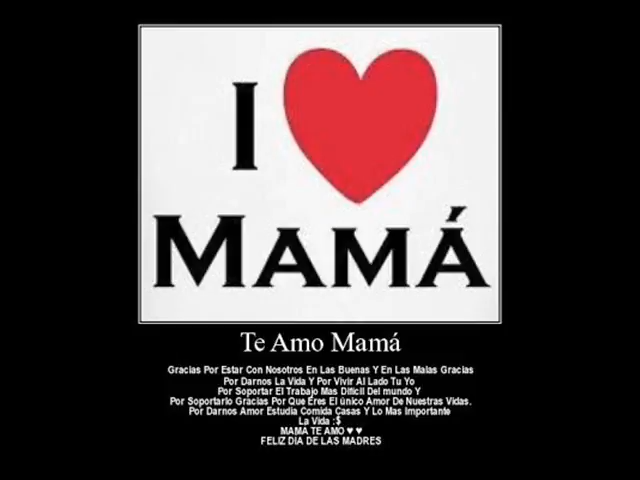 I ♥
MAMÁ
Te Amo Mamá
Gracias Por Estar Con Nosotros En Las Buenas Y En Las Malas Gracias
Por Darnos La Vida Y Por Vivir Al Lado Tu Yo
Por Soportar El Trabajo Mas Dificil Del mundo Y
Por Soportarlo Gracias Por Que Eres El único Amor De Nuestras Vidas.
Por Darnos Amor Estudia Comida Casas Y Lo Mas Importante
La Vida :$
MAMA TE AMO ♥ ♥
FELIZ DIA DE LAS MADRES